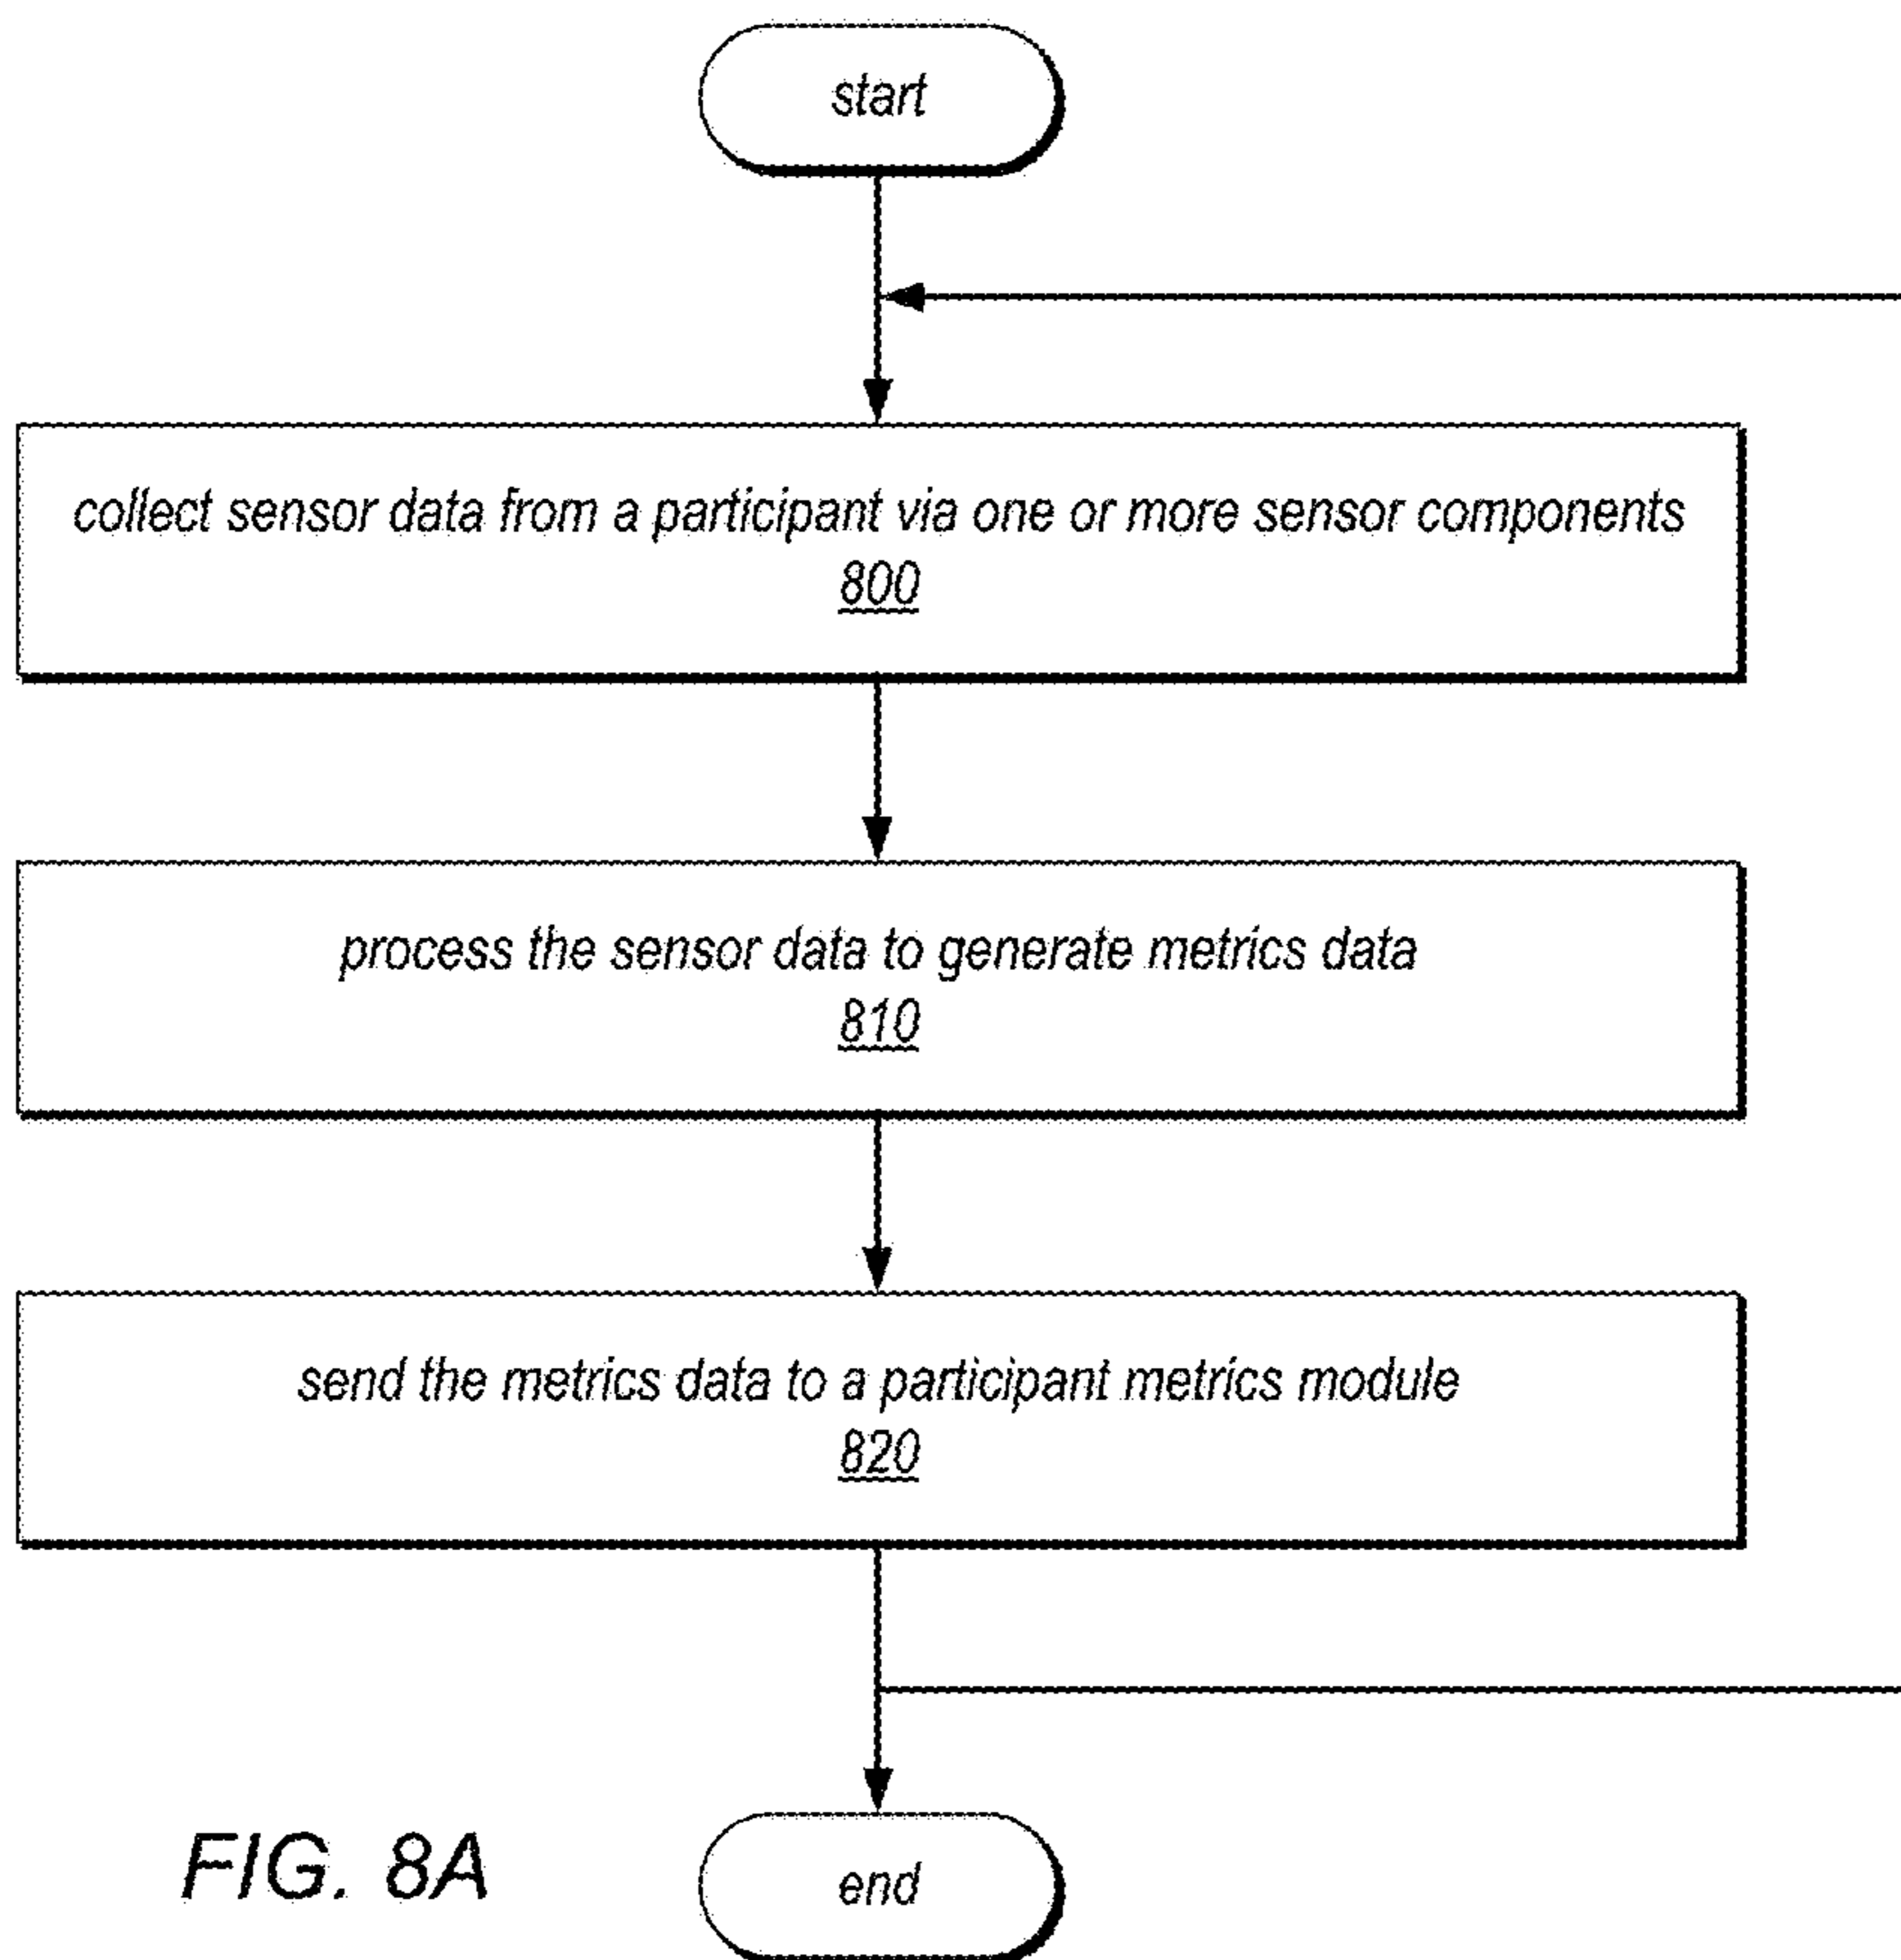 start
collect sensor data from a participant via one or more sensor components
800
process the sensor data to generate metrics data
810
send the metrics data to a participant metrics module
820
FIG. 8A
end